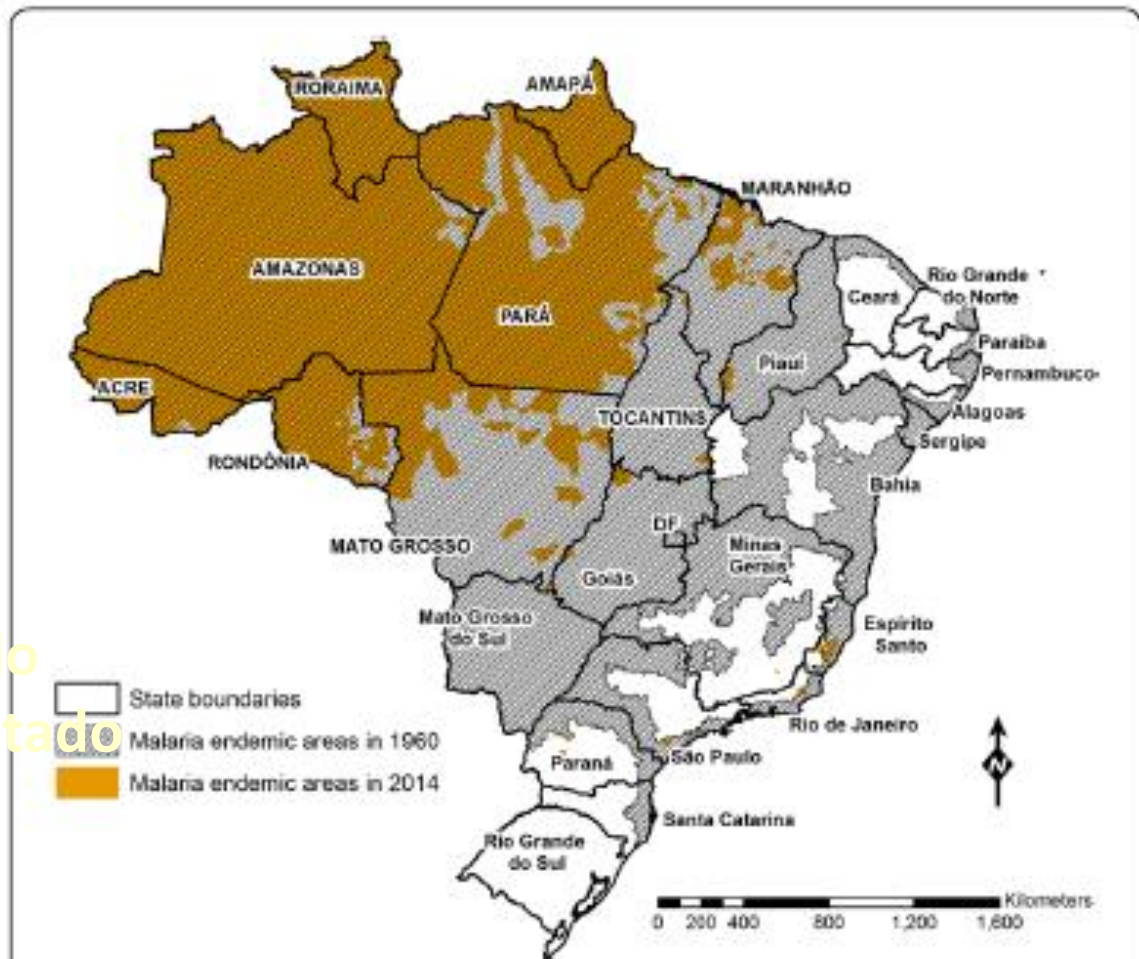 RORAIMA
AMAPÁ
MARANHÃO
AMAZONAS
PARÁ
Ceará
Rio Grande
do Norte
Paraíba
Piauí
Pernambuco
ACRE
TOCANTINS
Alagoas
Sergipe
RONDÔNIA
Bahia
DF
MATO GROSSO
Minas
Gerais
Goiás
Mato Grosso
do Sul
Espírito
Santo
o
State boundaries
Rio de Janeiro
tado
Malaria endemic areas in 1960
São Paulo
Paraná
N
Malaria endemic areas in 2014
Santa Catarina
Rio Grande
do Sul
Kilometers
0 200 400 800 1,200 1,600